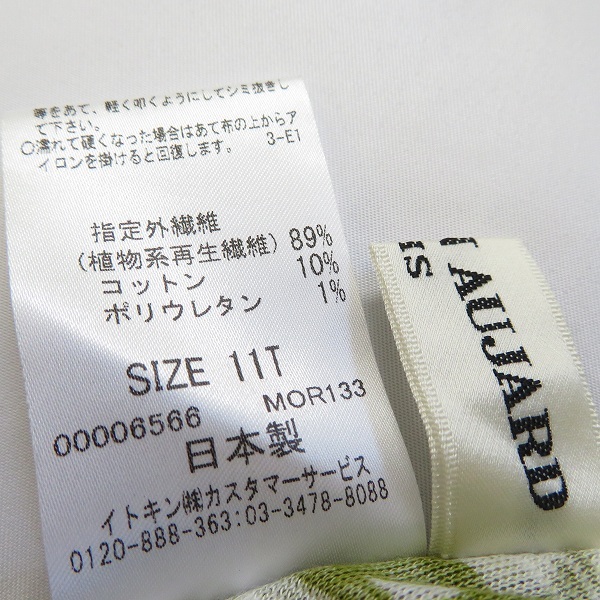 等をあて、軽く叩くようにしてシミ抜きし
て下さい。
○濡れて硬くなった場合はあて布の上からア
イロンを掛けると回復します。 3-E1
指定外繊維
(植物系再生繊維) 89%
コットン 10%
ポリウレタン 1%
SIZE 11T
00006566 MOR133
日本製
イトキン㈱カスタマーサービス
0120-888-363:03-3478-8088
AUJARD
IS